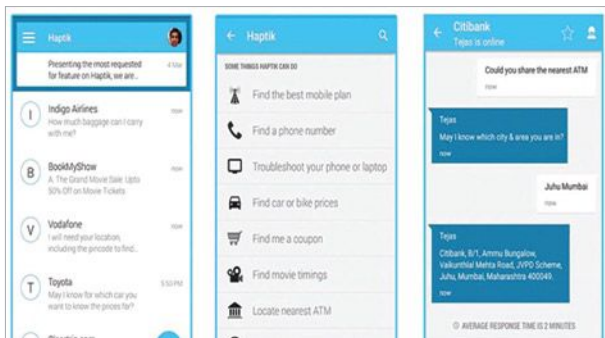 Haptik
Presenting the most requested
for feature on Haptik, we are..
4 Mar
I
Indigo Airlines
now
How much baggage can I carry
with me?
B
BookMyShow
now
A: The Grand Movie Sale. Upto
50% Off on Movie Tickets
V
Vodafone
now
I will need your location,
including the pincode to find..
T
Toyota
5:50 PM
May I know for which car you
want to know the prices for?
Haptik
SOME THINGS HAPTIK CAN DO
Find the best mobile plan
Find a phone number
Troubleshoot your phone or laptop
Find car or bike prices
Find me a coupon
Find movie timings
Locate nearest ATM
Citibank
Tejas is online
Could you share the nearest ATM
now
Tejas
May I know which city & area you are in?
now
Juhu Mumbai
now
Tejas
Citibank, B/1, Ammu Bungalow,
Vaikunthlal Mehta Road, JVPD Scheme,
Juhu, Mumbai, Maharashtra 400049.
now
AVERAGE RESPONSE TIME IS 2 MINUTES